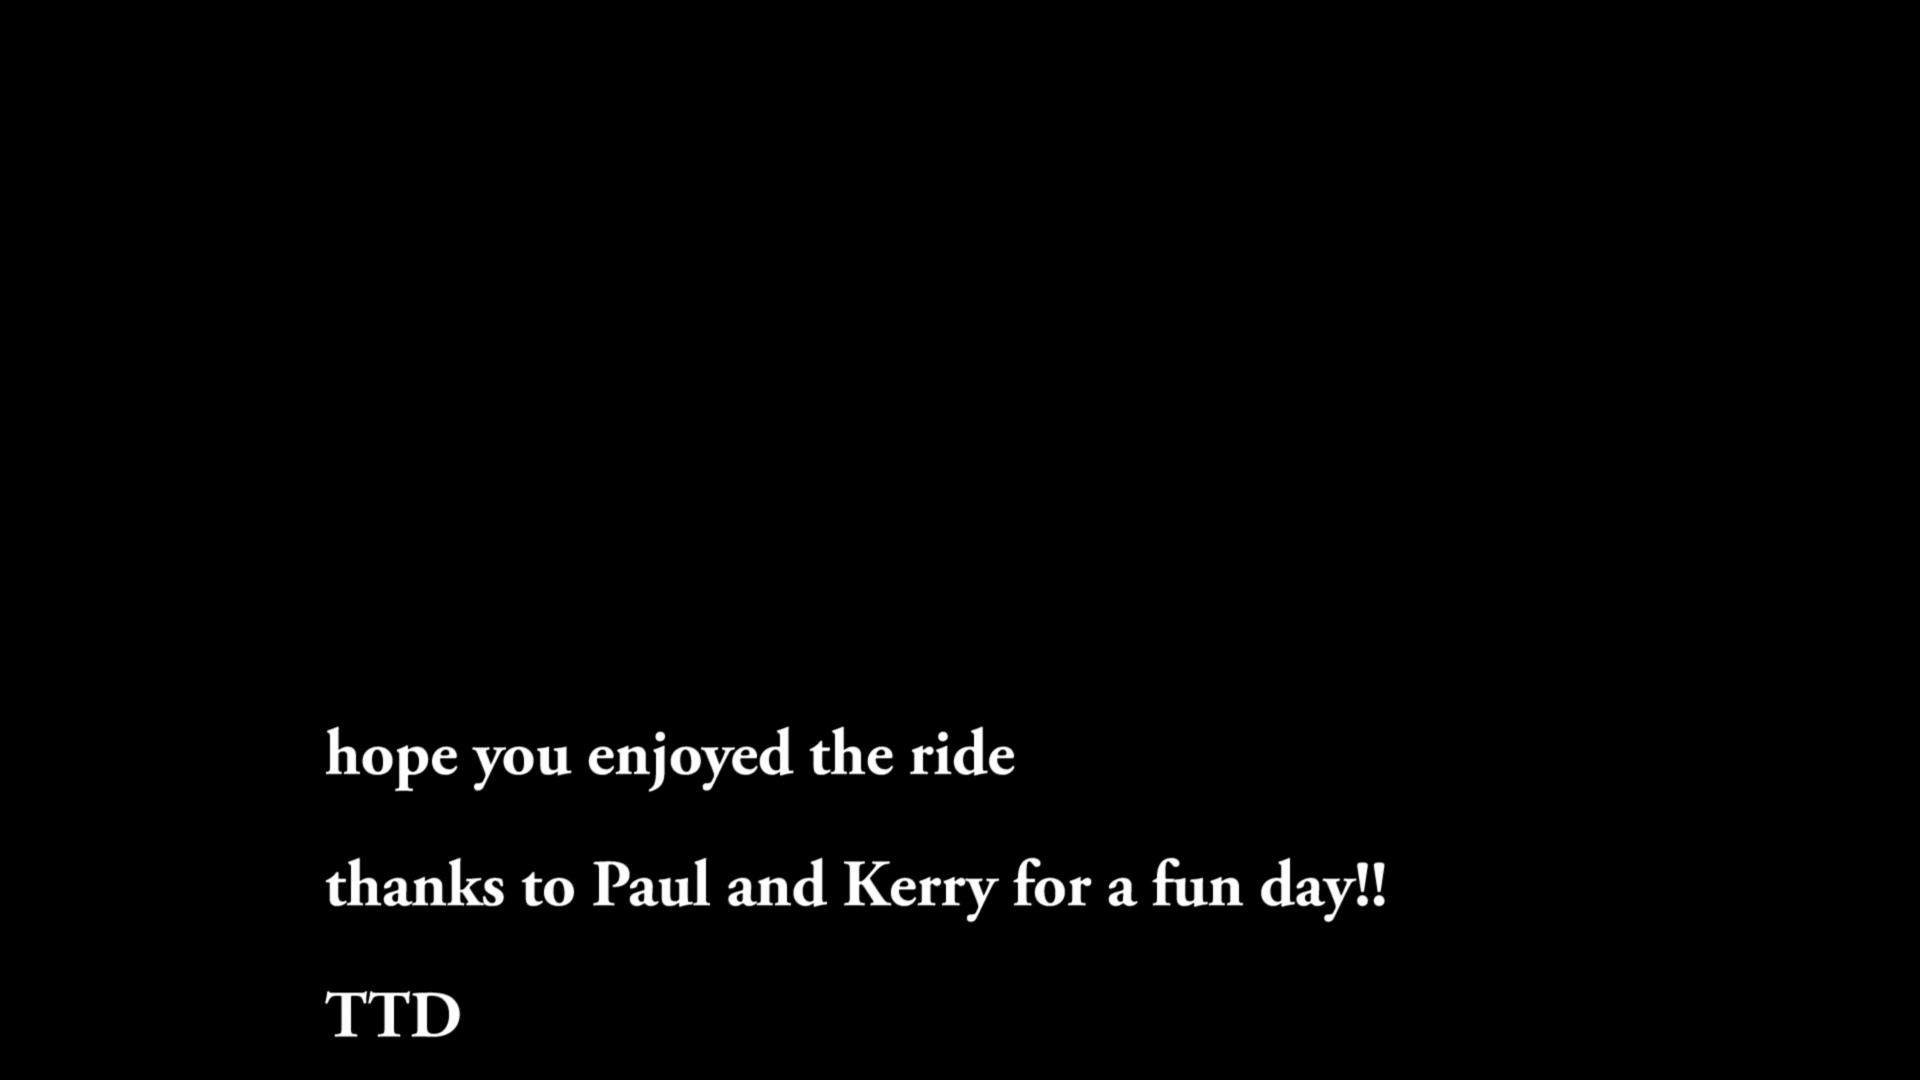 hope you enjoyed the ride
thanks to Paul and Kerry for a fun day!!
TTD